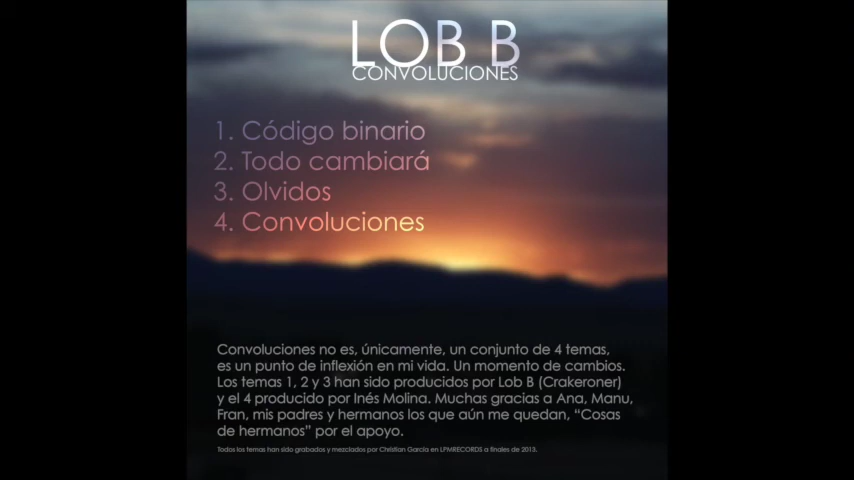 LOB B
CONVOLUCIONES
1. Código binario
2. Todo cambiará
3. Olvidos
4. Convoluciones
Convoluciones no es, únicamente, un conjunto de 4 temas,
es un punto de inflexión en mi vida. Un momento de cambios.
Los temas 1, 2 y 3 han sido producidos por Lob B (Crakeroner)
y el 4 producido por Inés Molina. Muchas gracias a Ana, Manu,
Fran, mis padres y hermanos los que aún me quedan, "Cosas
de hermanos" por el apoyo.
Todos los temas han sido grabados y mezclados por Christian García en LPMRECORDS a finales de 2013.